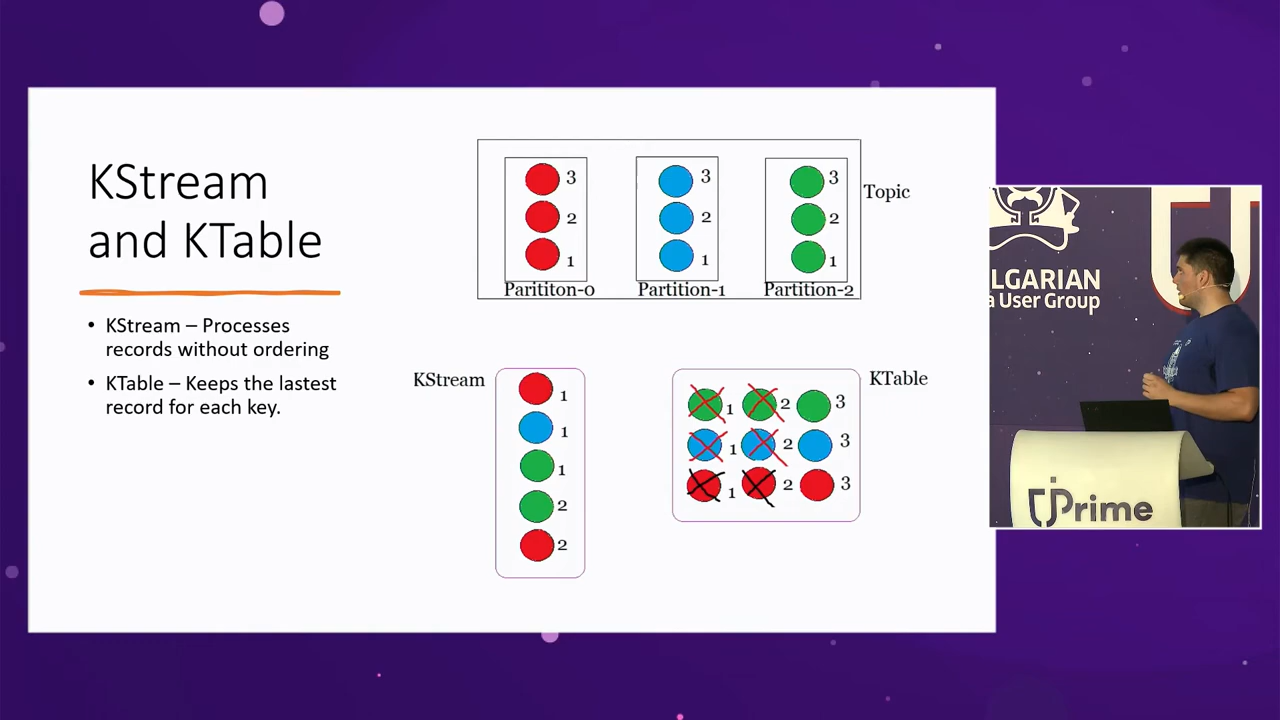 KStream
and KTable
• KStream – Processes
records without ordering
• KTable – Keeps the lastest
record for each key.
3
3
3
2
2
2
1
1
1
Parititon-0
Partition-1
Partition-2
Topic
KStream
1
1
1
2
2
KTable
1
2
3
1
2
3
1
2
3
LGARIAN
a User Group
Prime